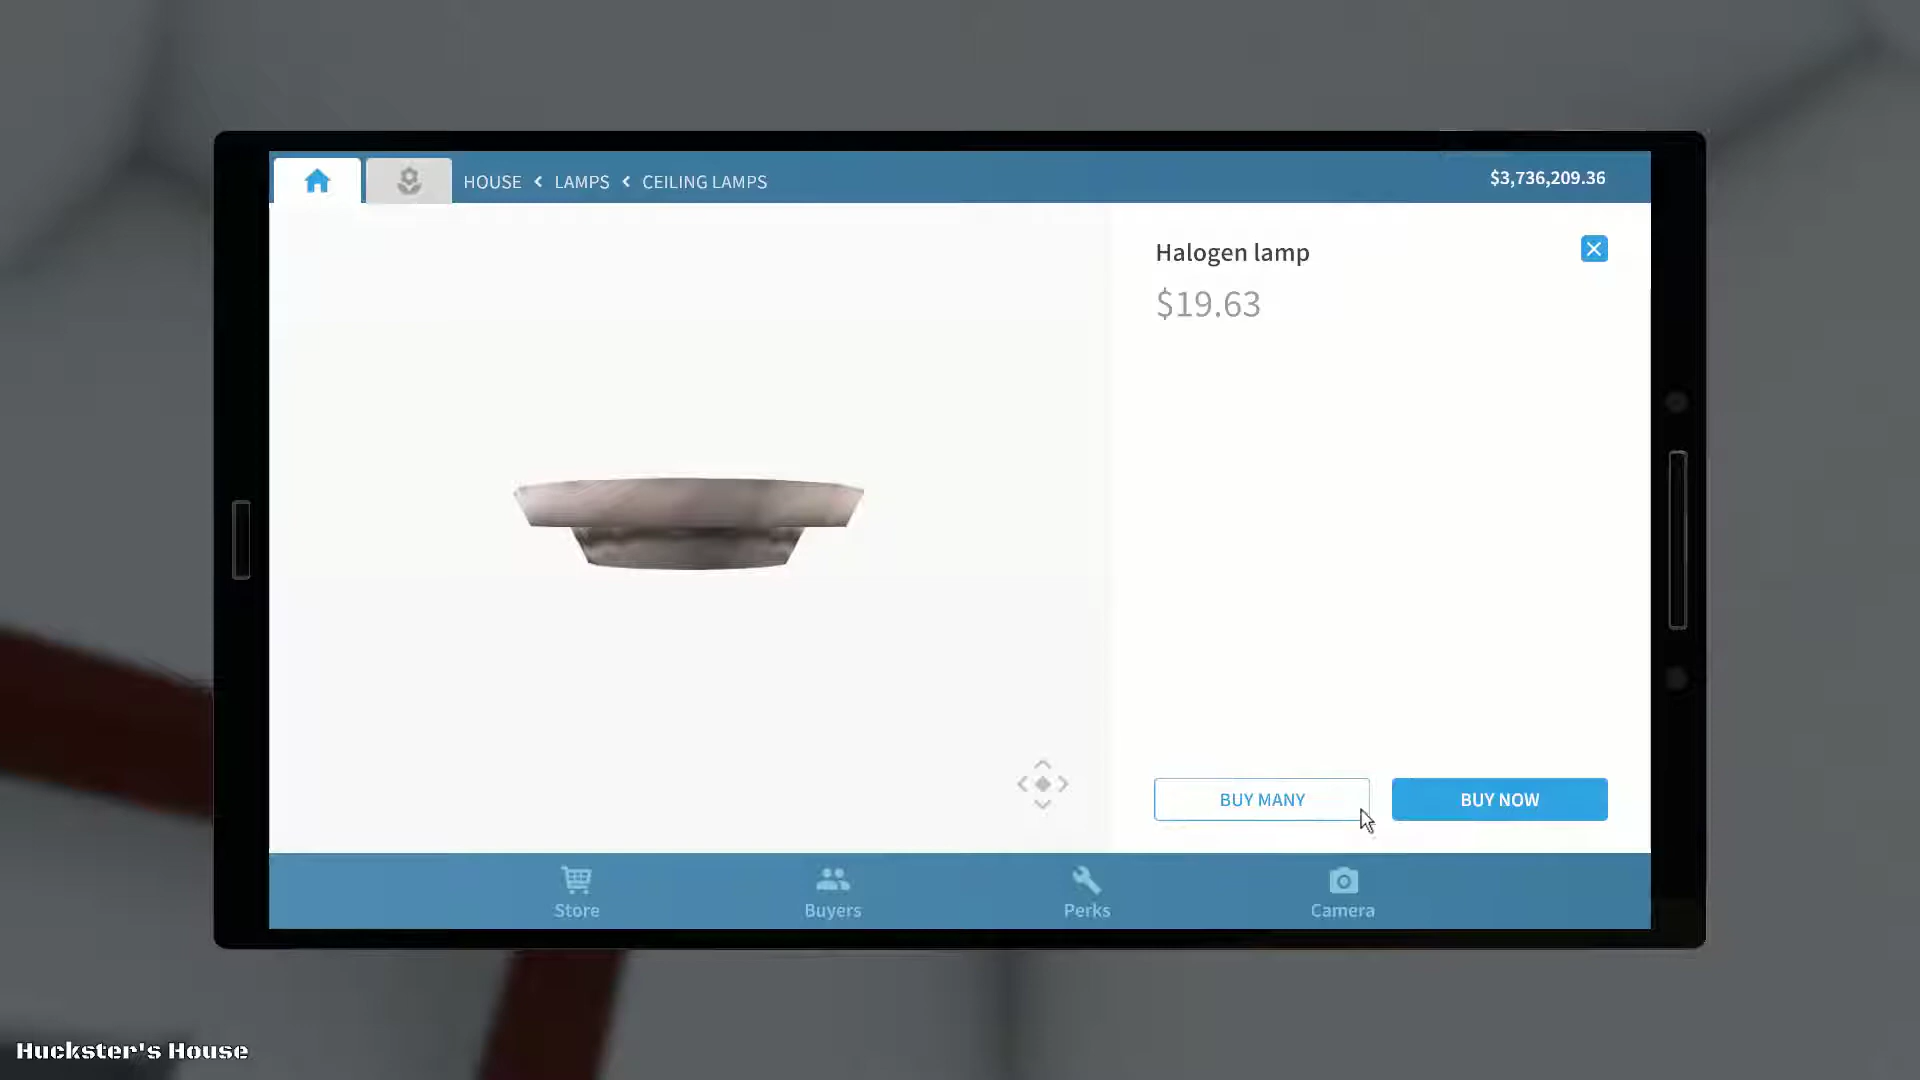 HOUSE < LAMPS < CEILING LAMPS
$3,736,209.36
Halogen lamp
$19.63
BUY MANY
BUY NOW
Store
Buyers
Perks
Camera
Huckster's House